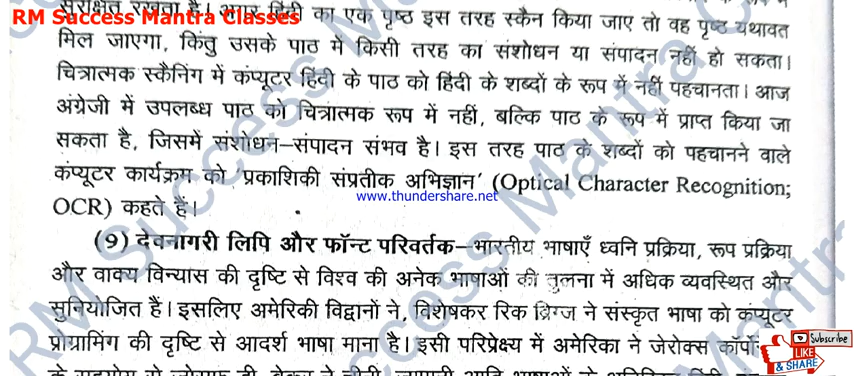 सुरक्षित रखता है। अगर हिंदी का एक पृष्ठ इस तरह स्कैन किया जाए तो वह पृष्ठ यथावत
RM Success Mantra Classes
मिल जाएगा, किंतु उसके पाठ में किसी तरह का संशोधन या संपादन नहीं हो सकता।
चित्रात्मक स्कैनिंग में कंप्यूटर हिंदी के पाठ को हिंदी के शब्दों के रूप में नहीं पहचानता। आज
अंग्रेजी में उपलब्ध पाठ को चित्रात्मक रूप में नहीं, बल्कि पाठ के रूप में प्राप्त किया जा
सकता है, जिसमें संशोधन-संपादन संभव है। इस तरह पाठ के शब्दों को पहचानने वाले
कंप्यूटर कार्यक्रम को 'प्रकाशिकी संप्रतीक अभिज्ञान' (Optical Character Recognition;
www.thundershare.net
OCR) कहते हैं।
(9) देवनागरी लिपि और फॉन्ट परिवर्तक-भारतीय भाषाएँ ध्वनि प्रक्रिया, रूप प्रक्रिया
और वाक्य विन्यास की दृष्टि से विश्व की अनेक भाषाओं की तुलना में अधिक व्यवस्थित और
सुनियोजित हैं। इसलिए अमेरिकी विद्वानों ने, विशेषकर रिक ब्रिग्ज ने संस्कृत भाषा को कंप्यूटर
प्रोग्रामिंग की दृष्टि से आदर्श भाषा माना है। इसी परिप्रेक्ष्य में अमेरिका ने जेरोक्स
Subscribe
LIKE
& SHARE
RM Success Mantra